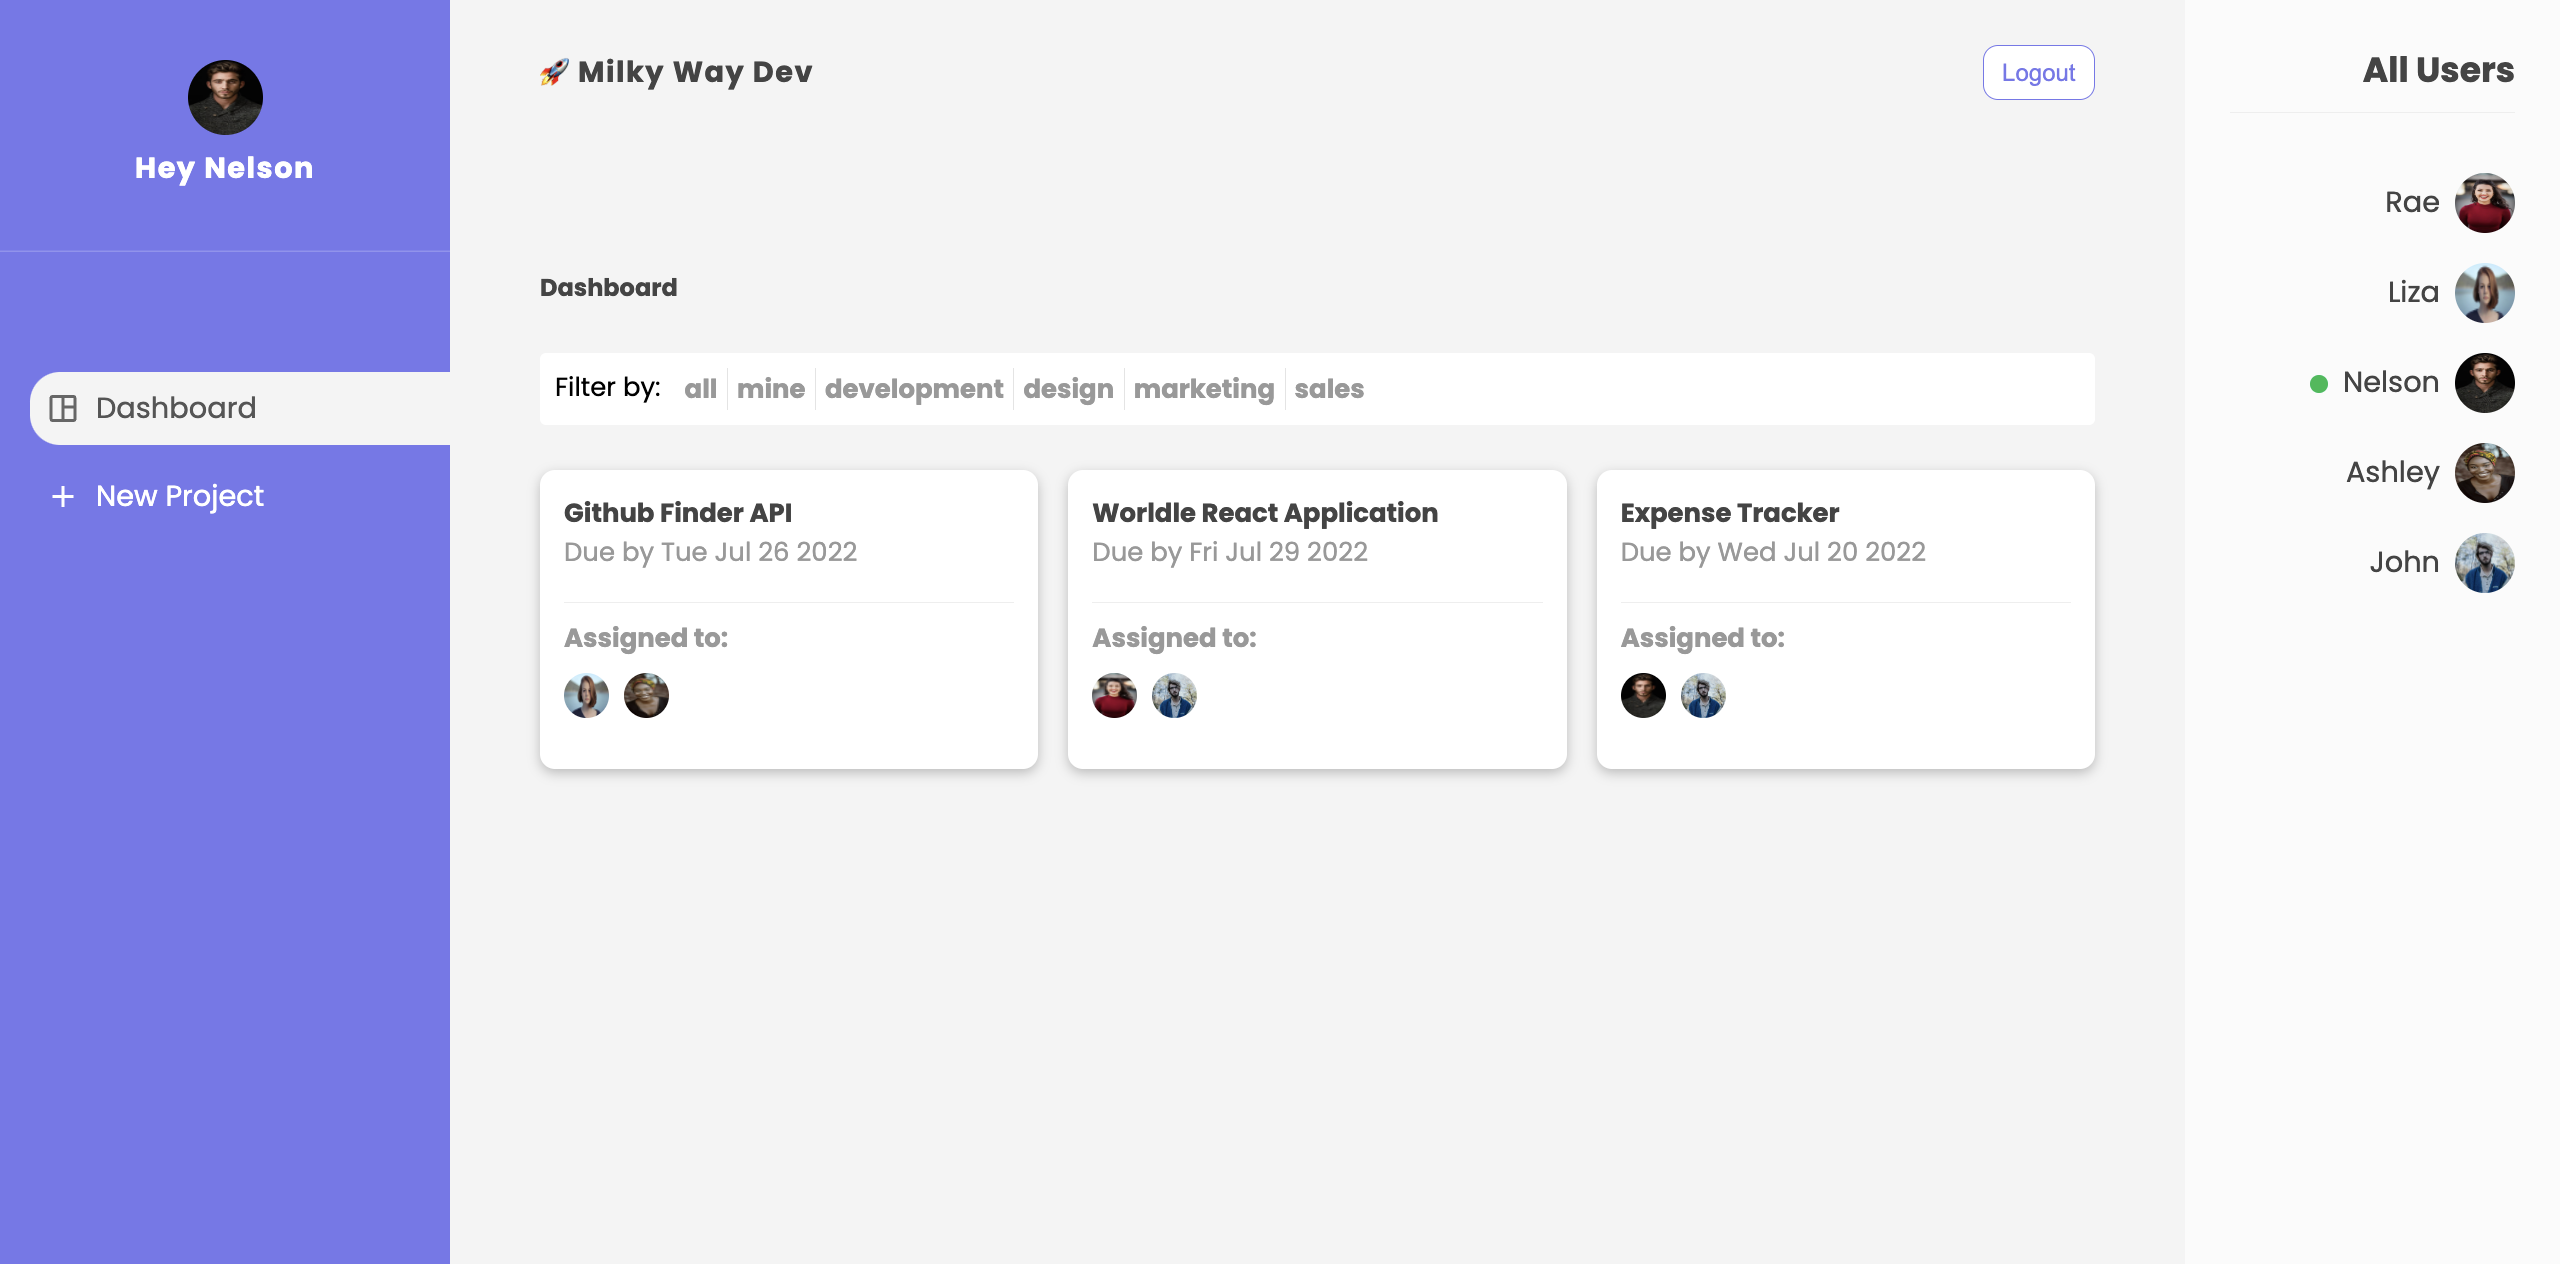 Hey Nelson
Dashboard
New Project
🚀 Milky Way Dev
Logout
Dashboard
Filter by: all mine development design marketing sales
Github Finder API
Due by Tue Jul 26 2022
Assigned to:
Worldle React Application
Due by Fri Jul 29 2022
Assigned to:
Expense Tracker
Due by Wed Jul 20 2022
Assigned to:
All Users
Rae
Liza
Nelson
Ashley
John